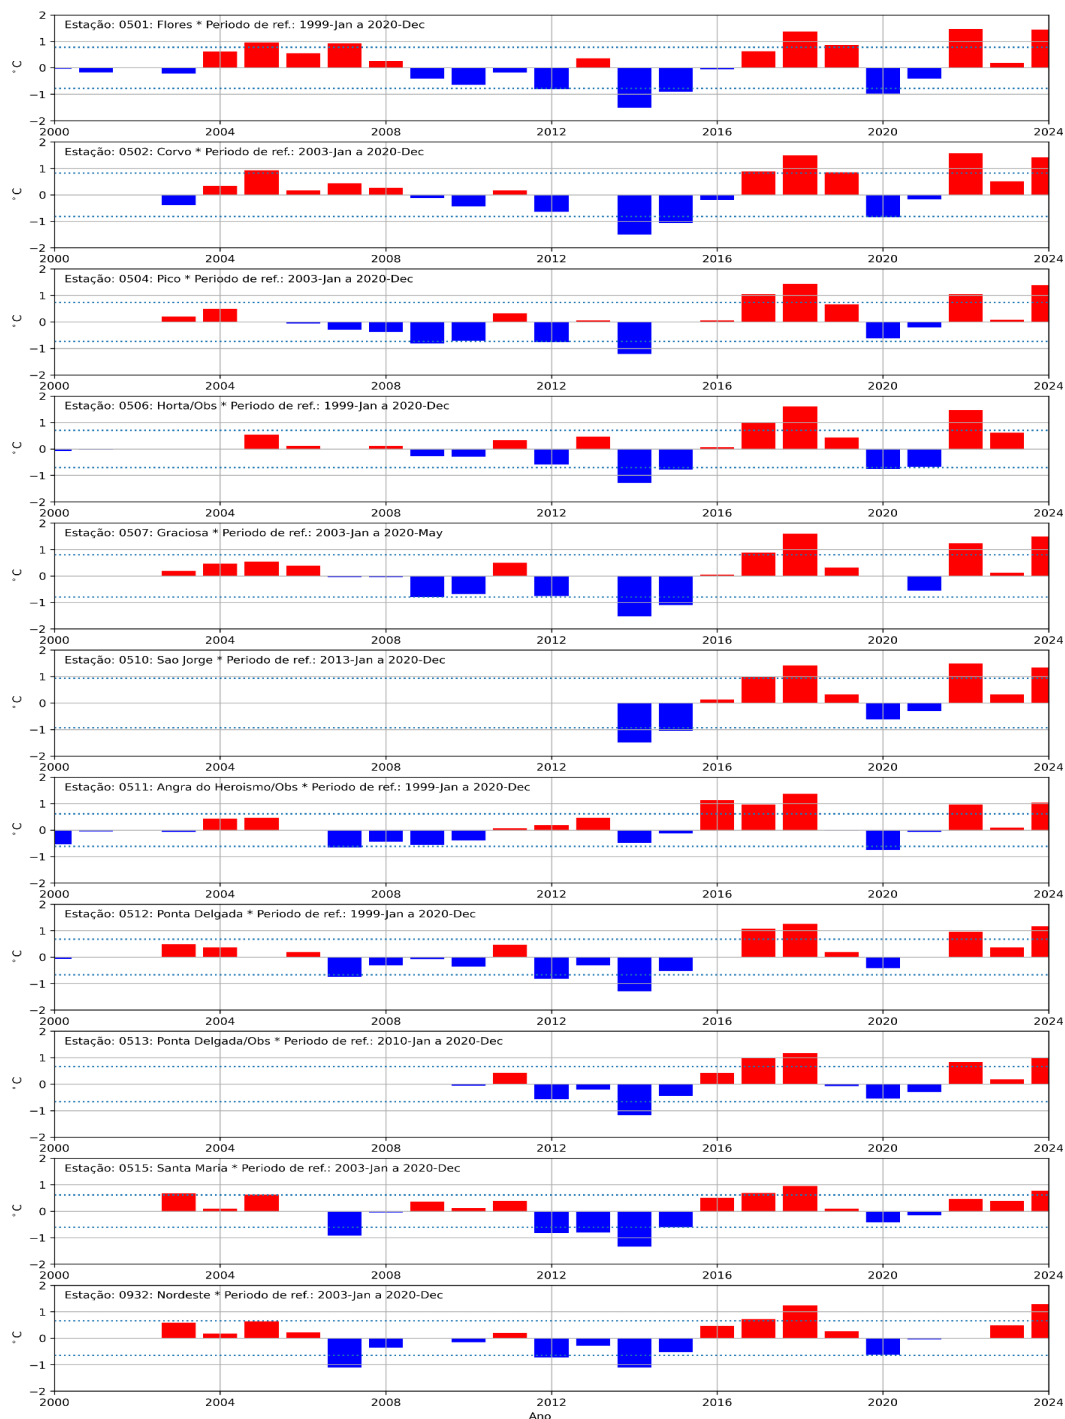 Estação: 0501: Flores * Periodo de ref.: 1999-Jan a 2020-Dec
2
1
0
−1
−2
°C
2000 2004 2008 2012 2016 2020 2024
Estação: 0502: Corvo * Periodo de ref.: 2003-Jan a 2020-Dec
2
1
0
−1
−2
°C
2000 2004 2008 2012 2016 2020 2024
Estação: 0504: Pico * Periodo de ref.: 2003-Jan a 2020-Dec
2
1
0
−1
−2
°C
2000 2004 2008 2012 2016 2020 2024
Estação: 0506: Horta/Obs * Periodo de ref.: 1999-Jan a 2020-Dec
2
1
0
−1
−2
°C
2000 2004 2008 2012 2016 2020 2024
Estação: 0507: Graciosa * Periodo de ref.: 2003-Jan a 2020-May
2
1
0
−1
−2
°C
2000 2004 2008 2012 2016 2020 2024
Estação: 0510: Sao Jorge * Periodo de ref.: 2013-Jan a 2020-Dec
2
1
0
−1
−2
°C
2000 2004 2008 2012 2016 2020 2024
Estação: 0511: Angra do Heroismo/Obs * Periodo de ref.: 1999-Jan a 2020-Dec
2
1
0
−1
−2
°C
2000 2004 2008 2012 2016 2020 2024
Estação: 0512: Ponta Delgada * Periodo de ref.: 1999-Jan a 2020-Dec
2
1
0
−1
−2
°C
2000 2004 2008 2012 2016 2020 2024
Estação: 0513: Ponta Delgada/Obs * Periodo de ref.: 2010-Jan a 2020-Dec
2
1
0
−1
−2
°C
2000 2004 2008 2012 2016 2020 2024
Estação: 0515: Santa Maria * Periodo de ref.: 2003-Jan a 2020-Dec
2
1
0
−1
−2
°C
2000 2004 2008 2012 2016 2020 2024
Estação: 0932: Nordeste * Periodo de ref.: 2003-Jan a 2020-Dec
2
1
0
−1
−2
°C
2000 2004 2008 2012 2016 2020 2024
Ano